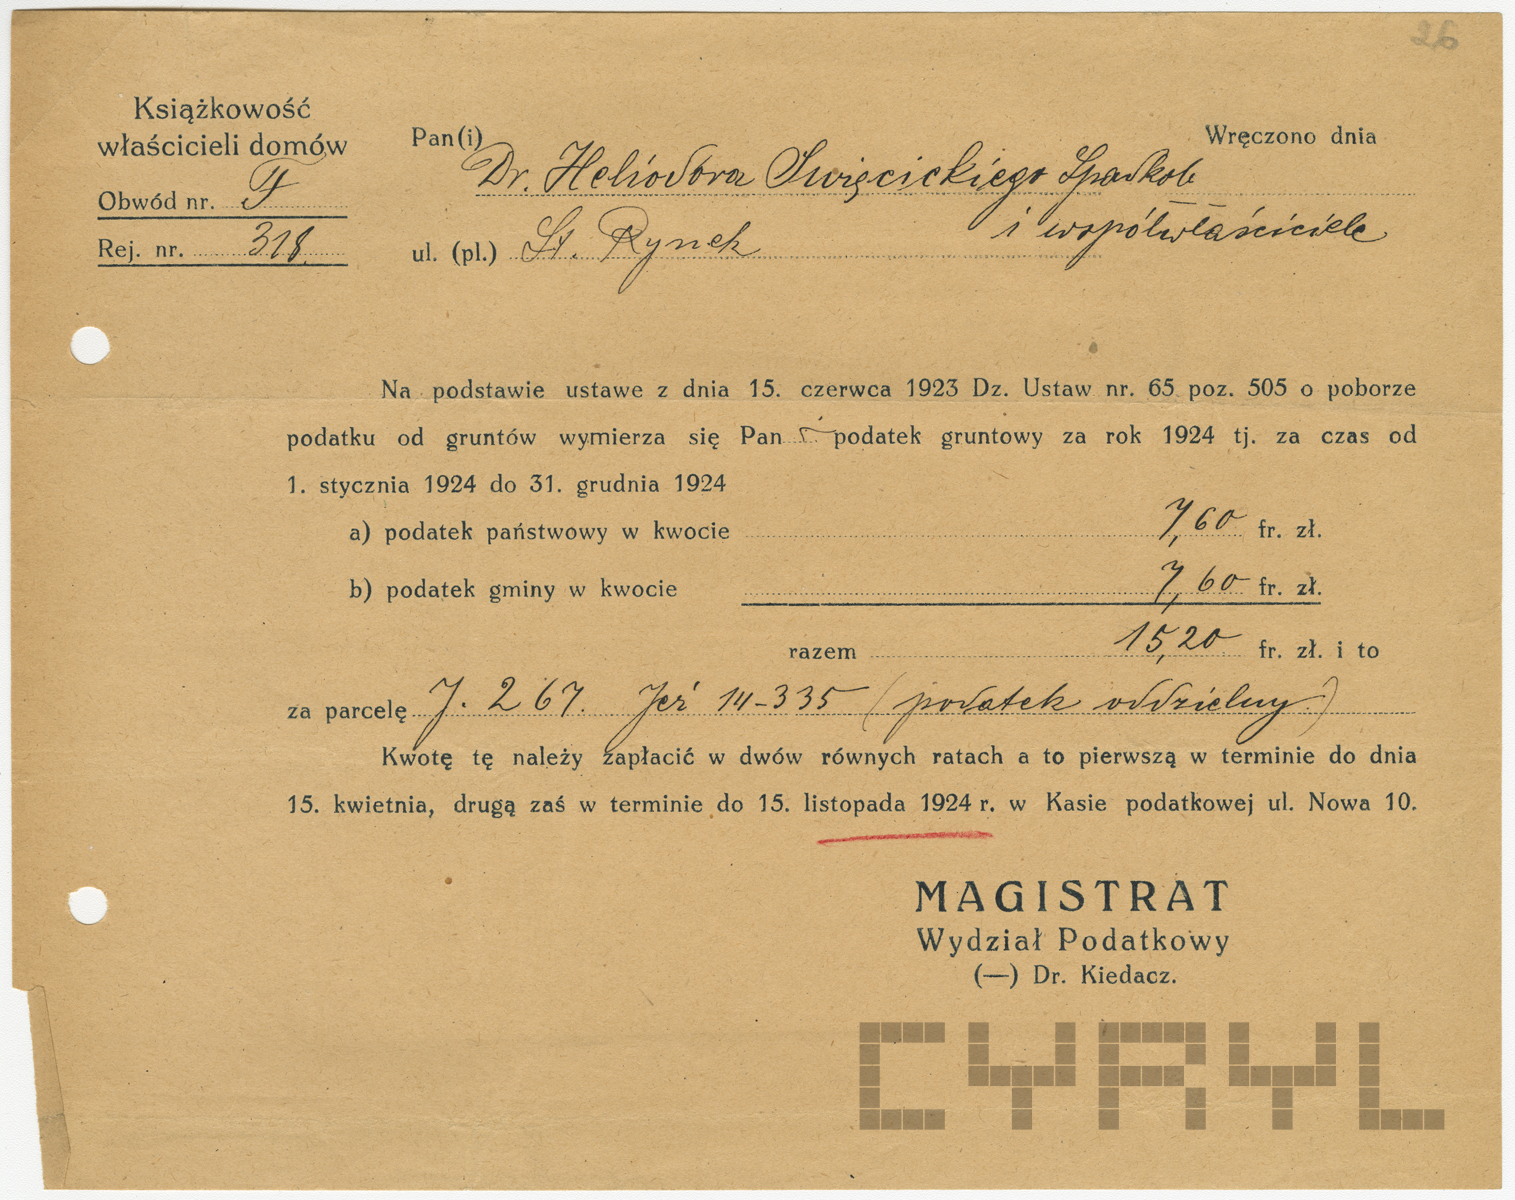 26
Książkowość
właścicieli domów
Obwód nr.
Rej. nr. 318.
Pan(i) Dr. Heliodora Święcickiego Spadkob
i współwłaściciele
Wręczono dnia
ul. (pl.) St. Rynek
Na podstawie ustawe z dnia 15. czerwca 1923 Dz. Ustaw nr. 65 poz. 505 o poborze
podatku od gruntów wymierza się Pan podatek gruntowy za rok 1924 tj. za czas od
1. stycznia 1924 do 31. grudnia 1924
a) podatek państwowy w kwocie 7,60 fr. zł.
b) podatek gminy w kwocie 7,60 fr. zł.
razem 15,20 fr. zł. i to
za parcelę J. 267. Jeż 14-335 (podatek oddzielny.)
Kwotę tę należy zapłacić w dwów równych ratach a to pierwszą w terminie do dnia
15. kwietnia, drugą zaś w terminie do 15. listopada 1924 r. w Kasie podatkowej ul. Nowa 10.
MAGISTRAT
Wydział Podatkowy
(—) Dr. Kiedacz.
CYRYL